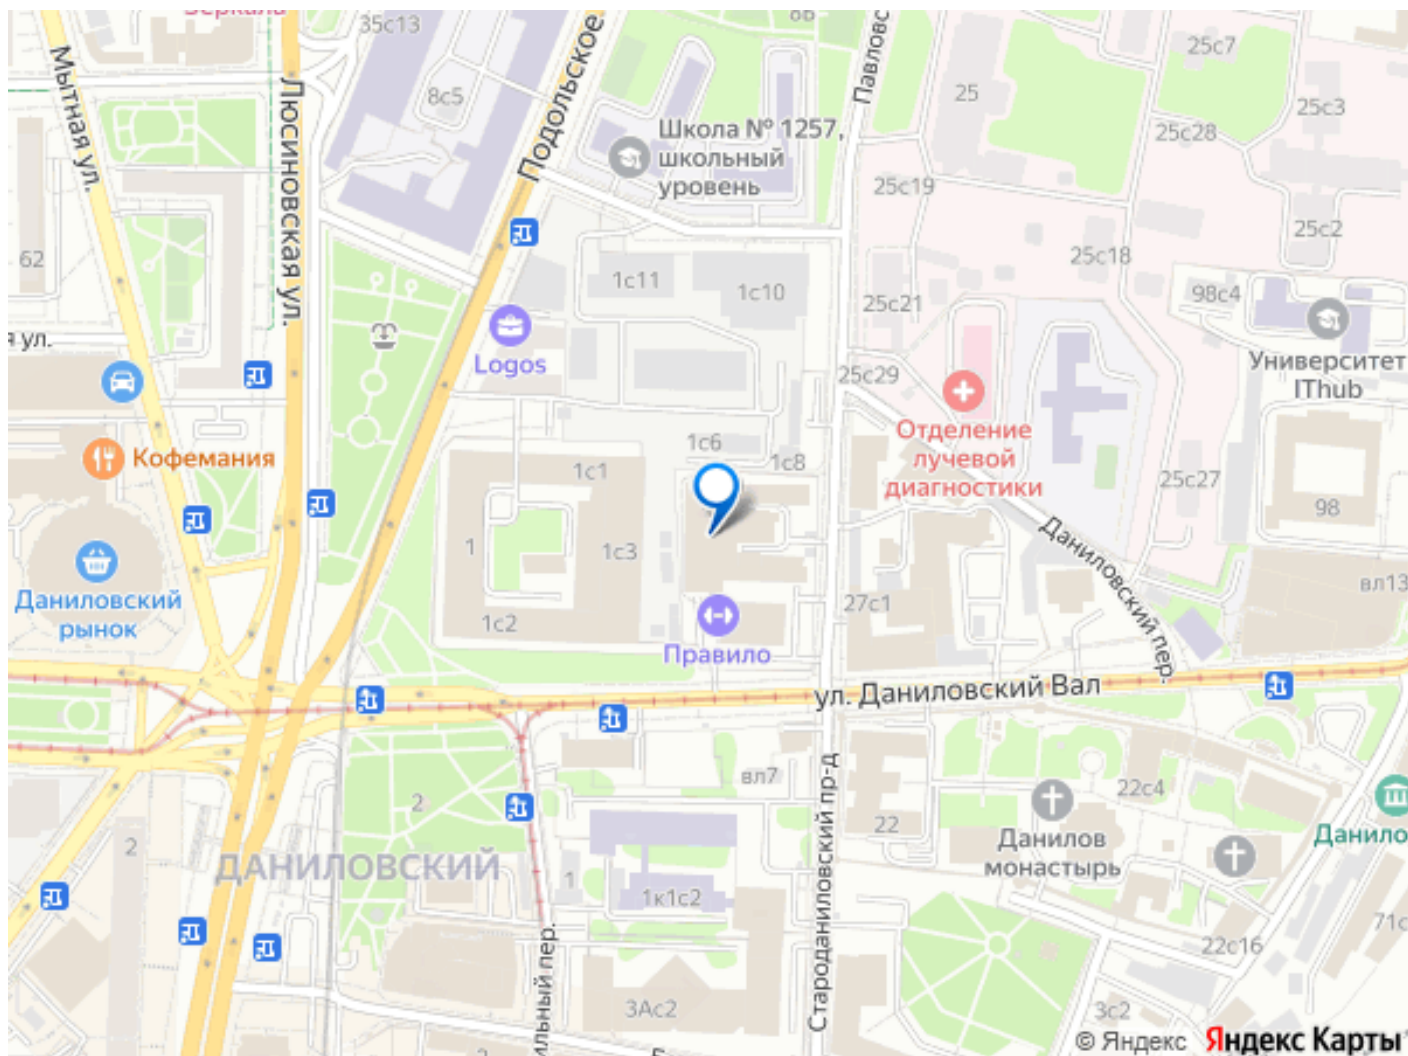 35с13
8с5
Подольское
Мытная ул.
Люсиновская ул.
Павловс
25с7
25
25с3
25с28
Школа № 1257,
школьный
уровень
25с19
25с2
25с18
62
1с11
1с10
25с21
98с4
я ул.
Logos
Университет
IThub
25с29
Отделение
лучевой
диагностики
Кофемания
1с6
1с8
1с1
25с27
98
1
1с3
Даниловский пер.
вл13
Даниловский
рынок
27с1
1с2
Правило
ул. Даниловский Вал
вл7
22с4
2
2
22
Староданиловский пр-д
Данилов
монастырь
Данило
ДАНИЛОВСКИЙ
1
1к1с2
71с
22с16
ильный пер.
3Ас2
3с2
© Яндекс Яндекс Карты